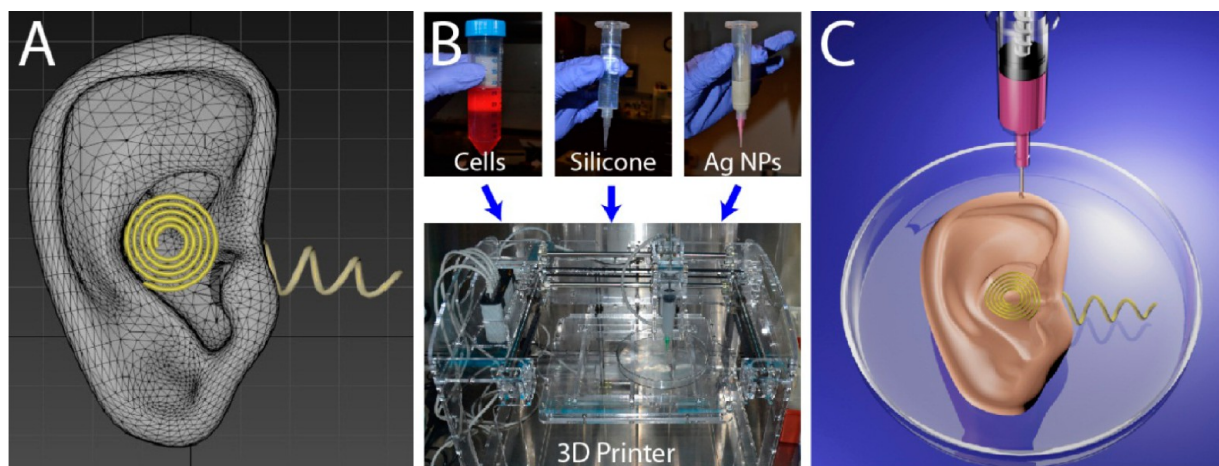 A
B
C
Cells
Silicone
Ag NPs
3D Printer